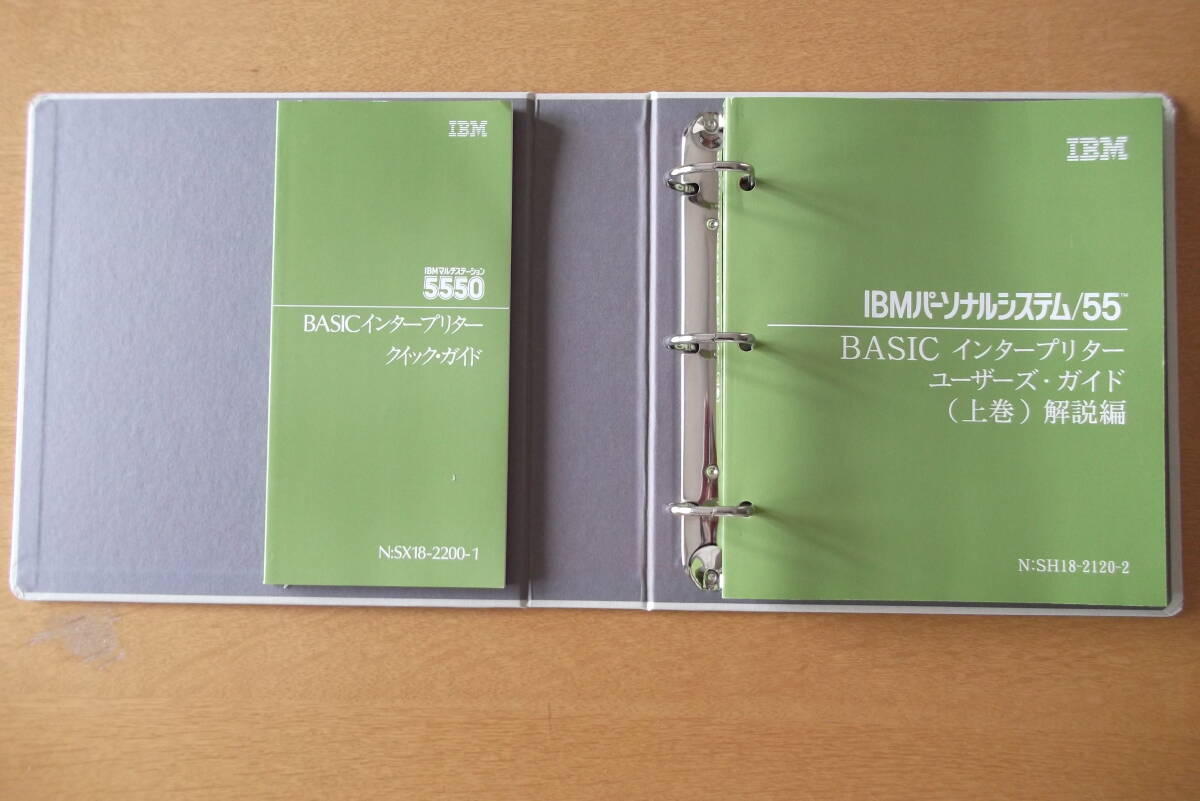 IBM
IBMマルチステーション
5550
BASICインタープリター
クイック・ガイド
N:SX18-2200-1
IBM
IBMパーソナルシステム/55™
BASIC インタープリター
ユーザーズ・ガイド
（上巻）解説編
N:SH18-2120-2